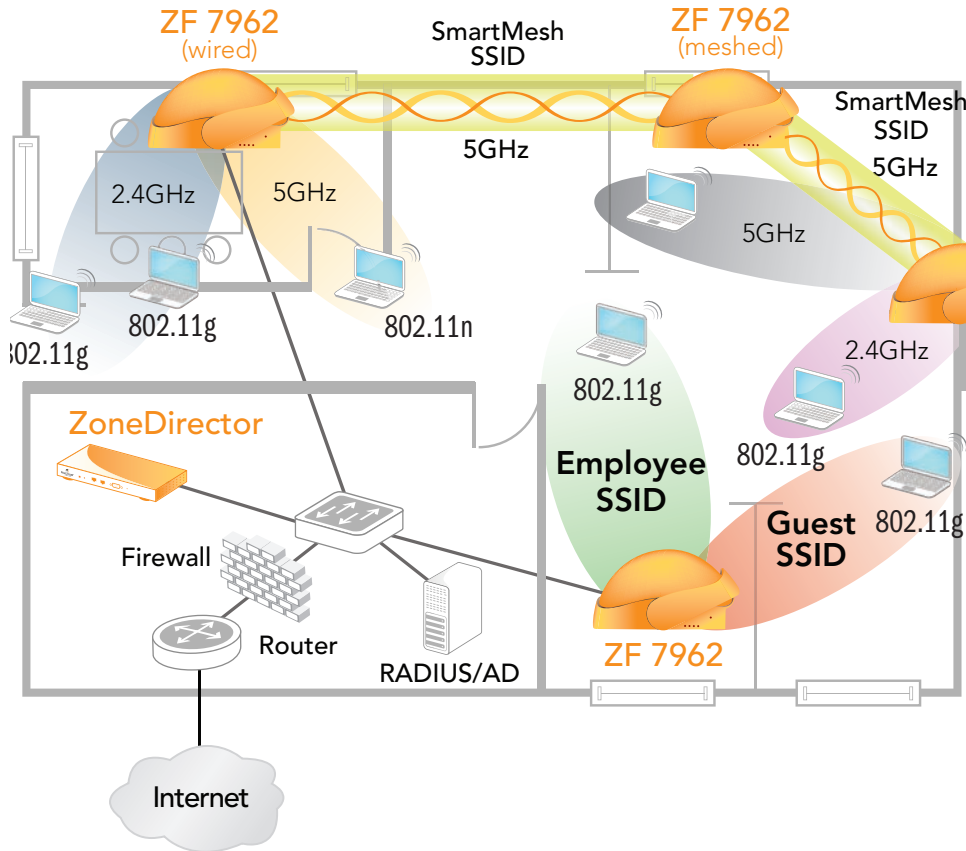 ZF 7962
(wired)
SmartMesh
SSID
ZF 7962
(meshed)
SmartMesh
SSID
5GHz
5GHz
2.4GHz
5GHz
5GHz
802.11g
802.11g
802.11n
2.4GHz
802.11g
802.11g
802.11g
ZoneDirector
Employee
SSID
Guest
SSID
Firewall
Router
RADIUS/AD
ZF 7962
Internet